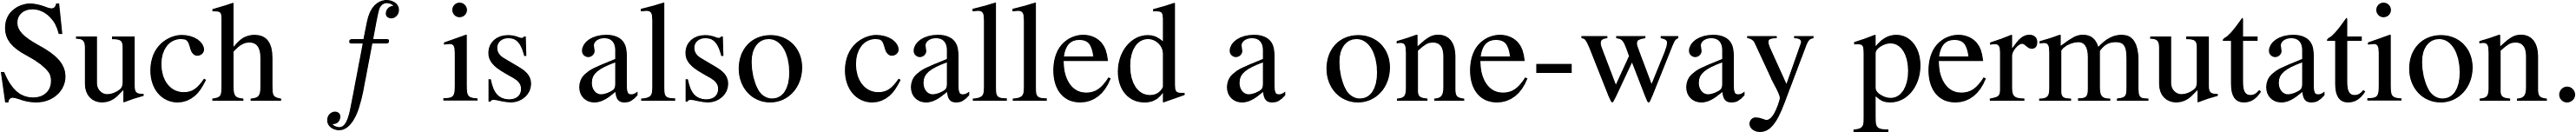 Such f is also called a one-way permutation.